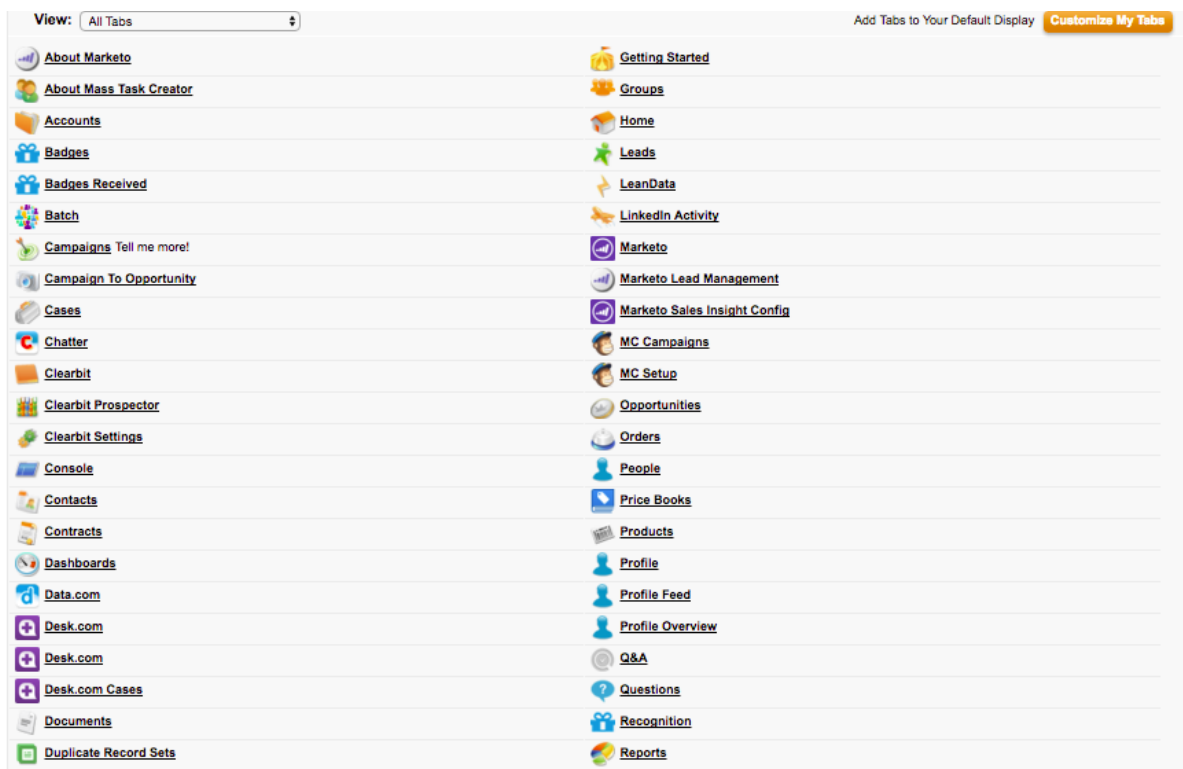 View: All Tabs Add Tabs to Your Default Display Customize My Tabs
About Marketo
About Mass Task Creator
Accounts
Badges
Badges Received
Batch
Campaigns Tell me more!
Campaign To Opportunity
Cases
Chatter
Clearbit
Clearbit Prospector
Clearbit Settings
Console
Contacts
Contracts
Dashboards
Data.com
Desk.com
Desk.com
Desk.com Cases
Documents
Duplicate Record Sets
Getting Started
Groups
Home
Leads
LeanData
LinkedIn Activity
Marketo
Marketo Lead Management
Marketo Sales Insight Config
MC Campaigns
MC Setup
Opportunities
Orders
People
Price Books
Products
Profile
Profile Feed
Profile Overview
Q&A
Questions
Recognition
Reports